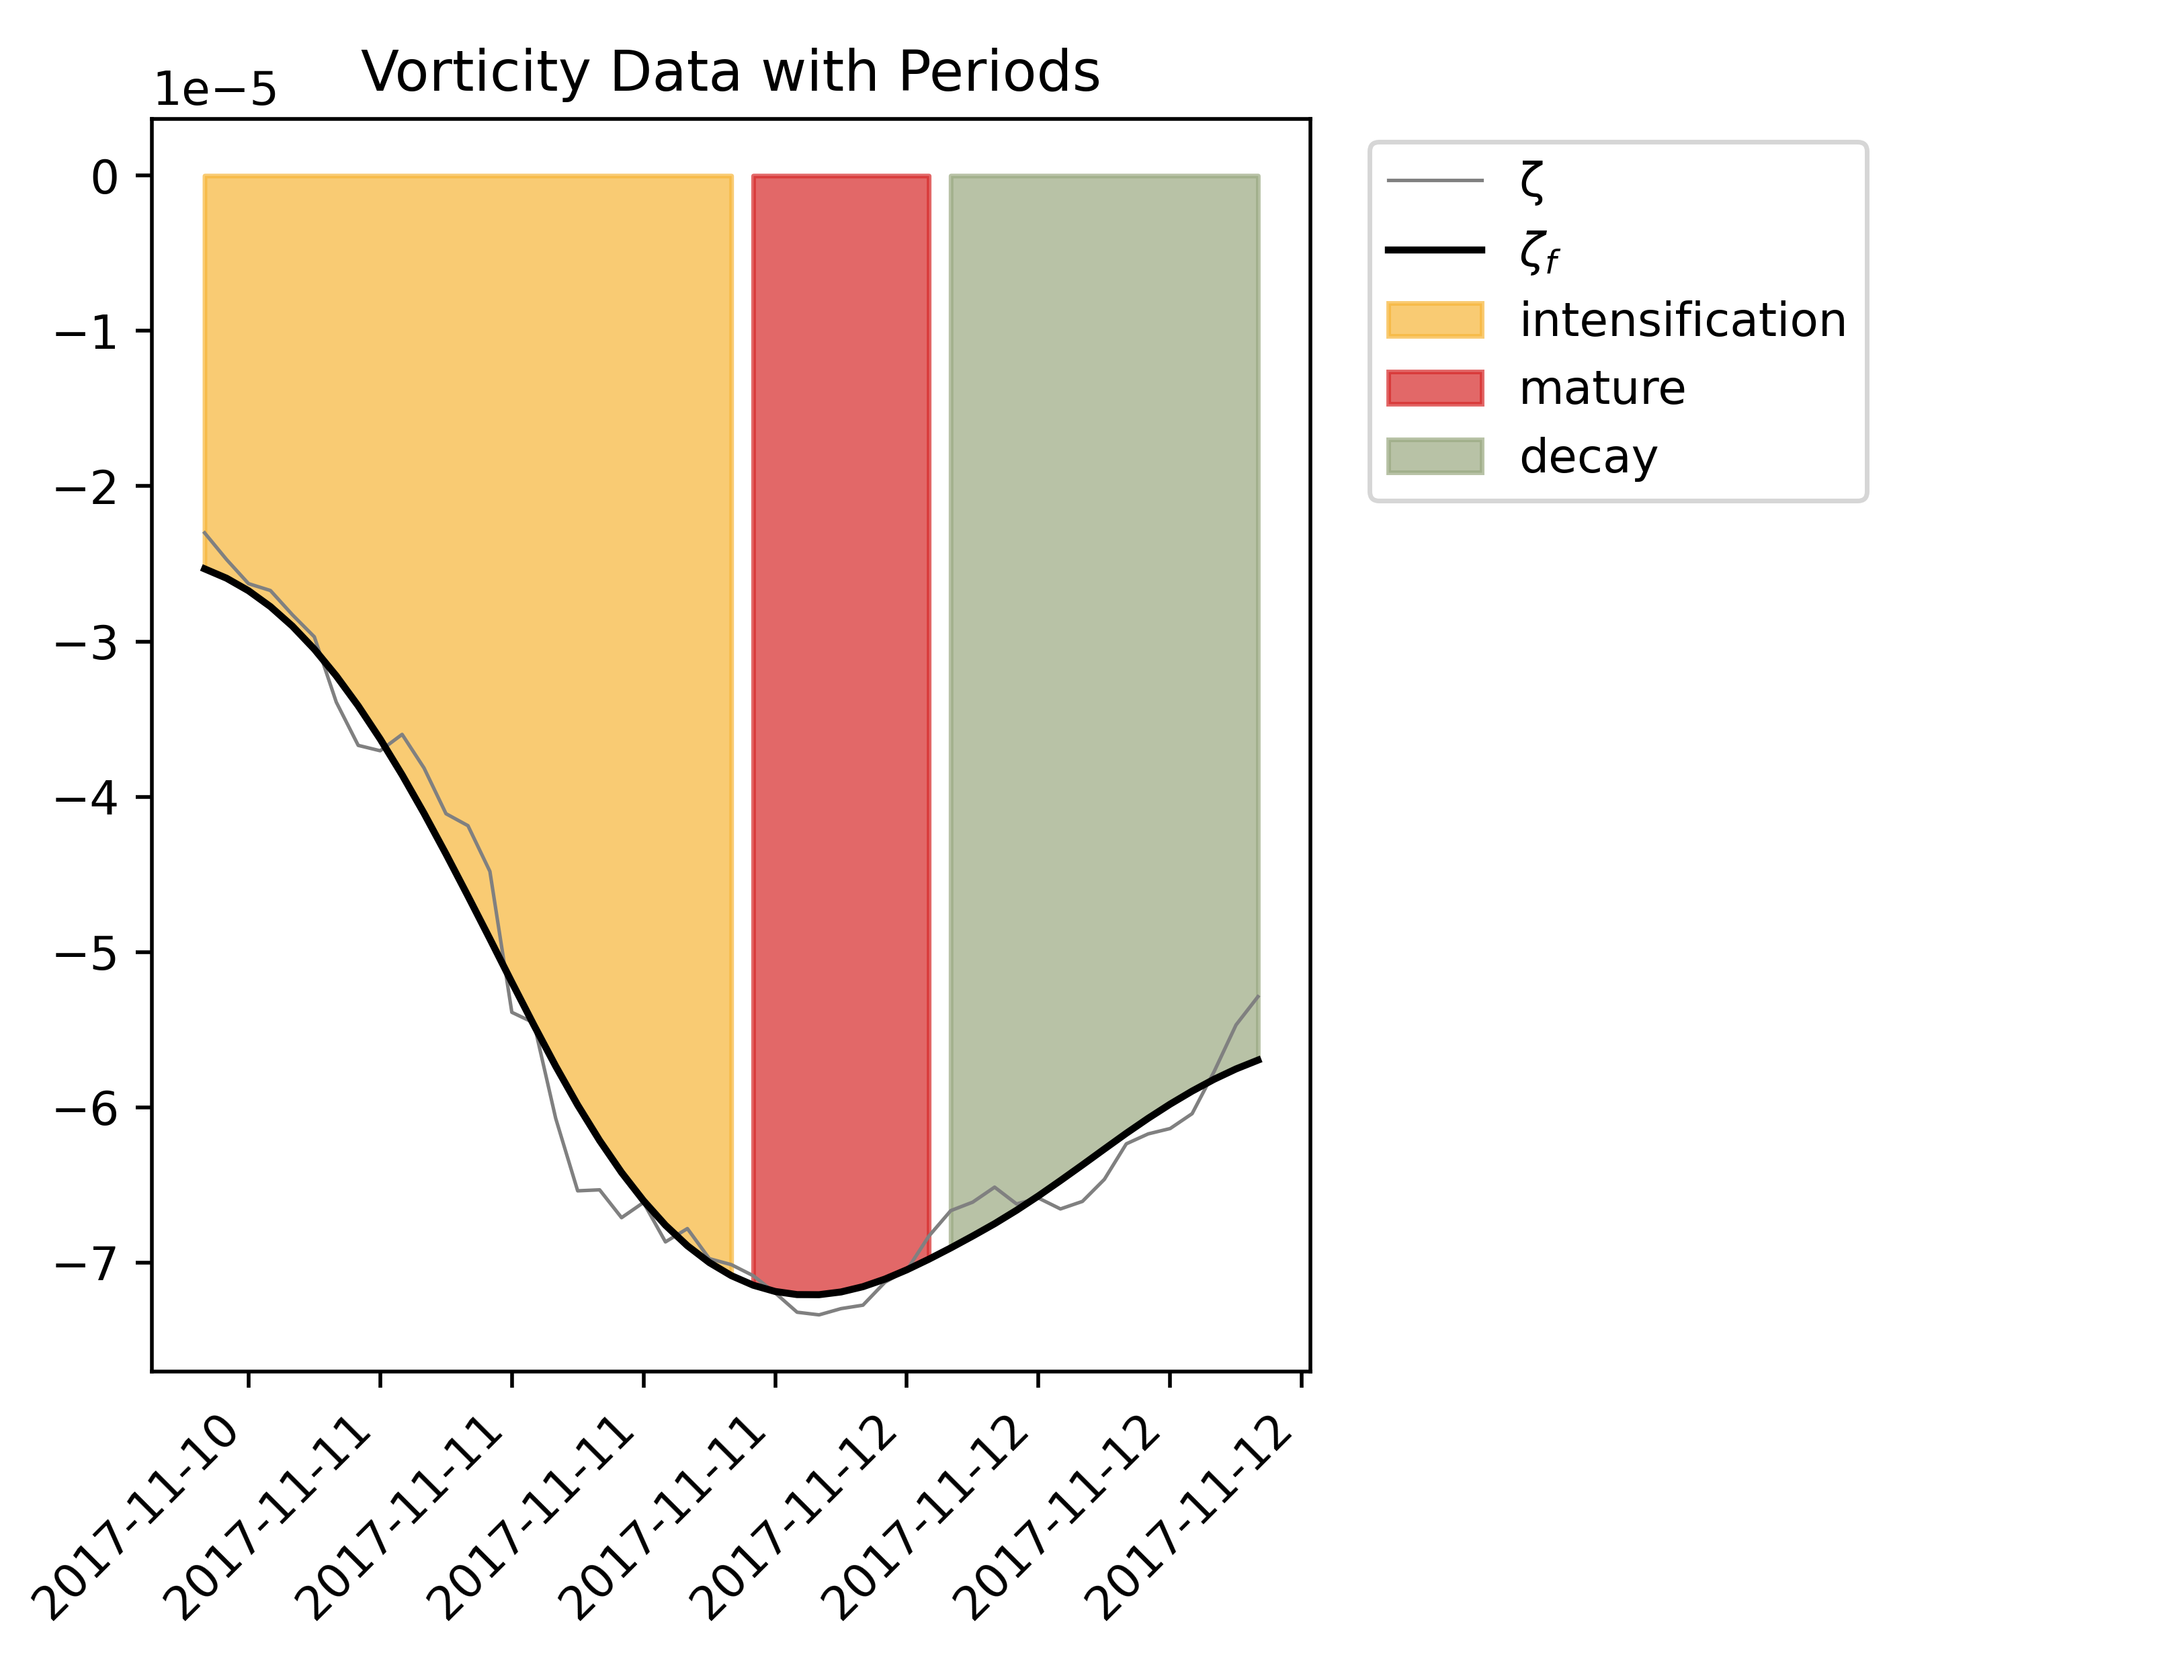 Vorticity Data with Periods
1e−5
0
−1
−2
−3
−4
−5
−6
−7
2017-11-10
2017-11-11
2017-11-11
2017-11-11
2017-11-11
2017-11-12
2017-11-12
2017-11-12
2017-11-12
ζ
ζf
intensification
mature
decay